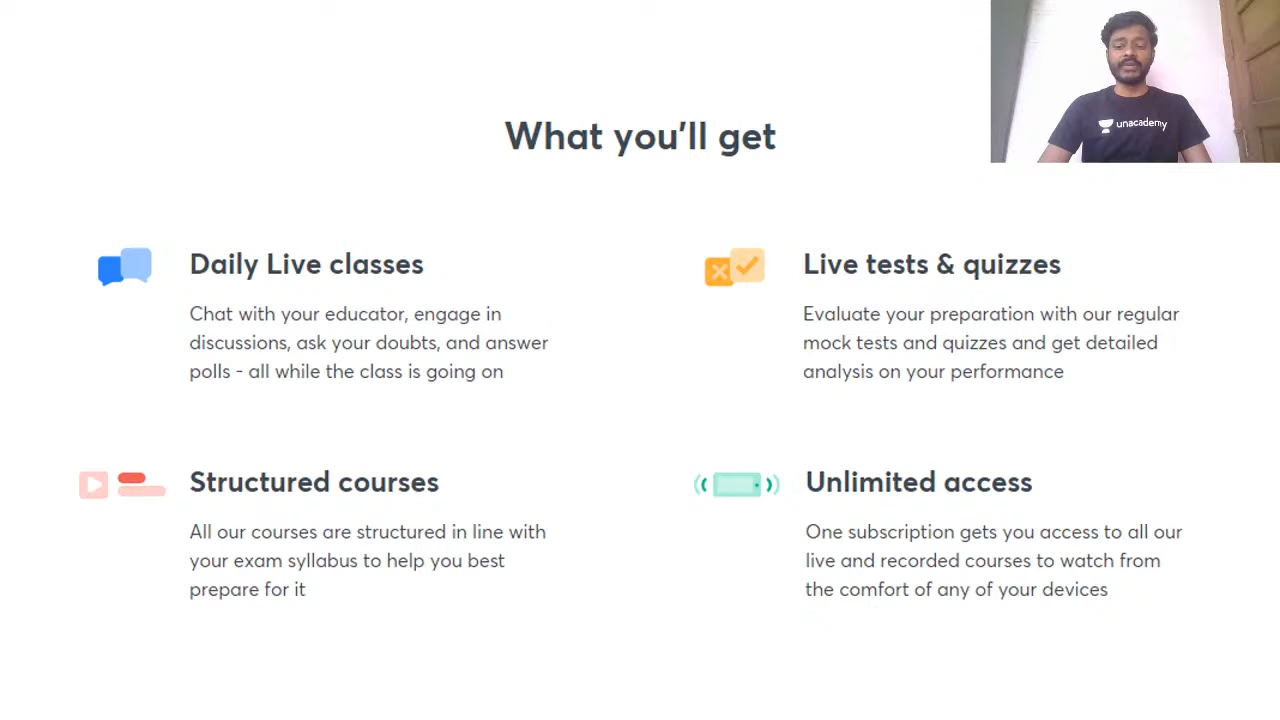 unacademy
What you'll get
Daily Live classes
Chat with your educator, engage in
discussions, ask your doubts, and answer
polls - all while the class is going on
Live tests & quizzes
Evaluate your preparation with our regular
mock tests and quizzes and get detailed
analysis on your performance
Structured courses
All our courses are structured in line with
your exam syllabus to help you best
prepare for it
Unlimited access
One subscription gets you access to all our
live and recorded courses to watch from
the comfort of any of your devices